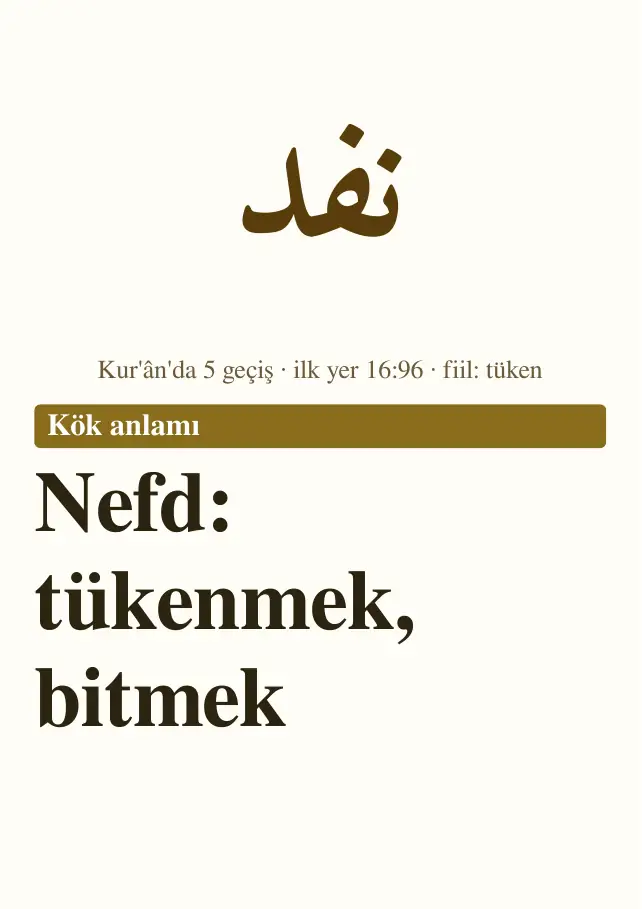 نفد
Kur'ân'da 5 geçiş · ilk yer 16:96 · fiil: tüken
Kök anlamı
Nefd:
tükenmek,
bitmek